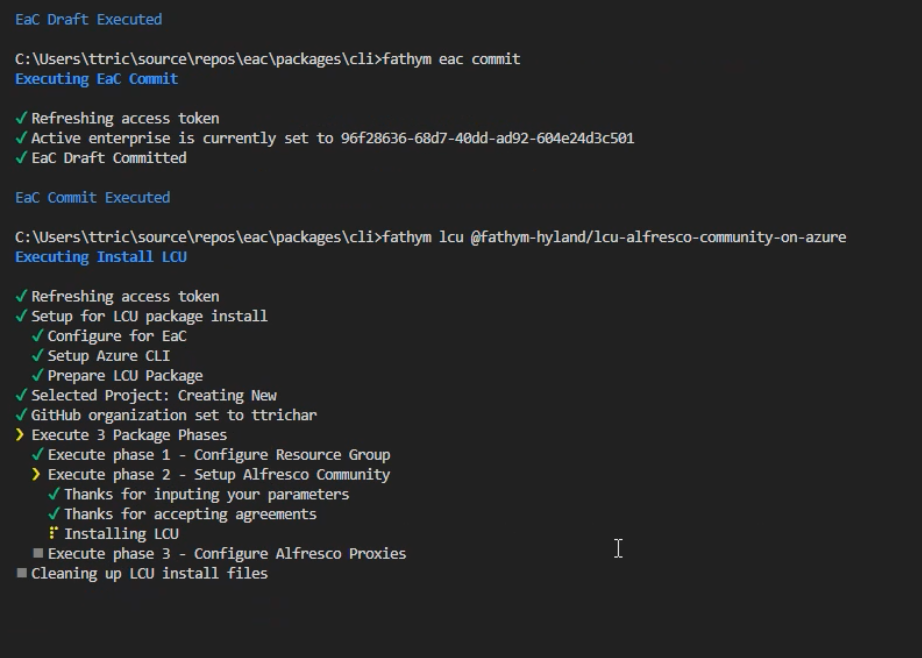 EaC Draft Executed
C:\Users\ttric\source\repos\eac\packages\cli>fathym eac commit
Executing EaC Commit
✓Refreshing access token
✓Active enterprise is currently set to 96f28636-68d7-40dd-ad92-604e24d3c501
✓EaC Draft Committed
EaC Commit Executed
C:\Users\ttric\source\repos\eac\packages\cli>fathym lcu @fathym-hyland/lcu-alfresco-community-on-azure
Executing Install LCU
✓Refreshing access token
✓Setup for LCU package install
✓Configure for EaC
✓Setup Azure CLI
✓Prepare LCU Package
✓Selected Project: Creating New
✓GitHub organization set to ttrichar
❯ Execute 3 Package Phases
✓Execute phase 1 - Configure Resource Group
❯ Execute phase 2 - Setup Alfresco Community
✓Thanks for inputing your parameters
✓Thanks for accepting agreements
Installing LCU
Execute phase 3 - Configure Alfresco Proxies
Cleaning up LCU install files